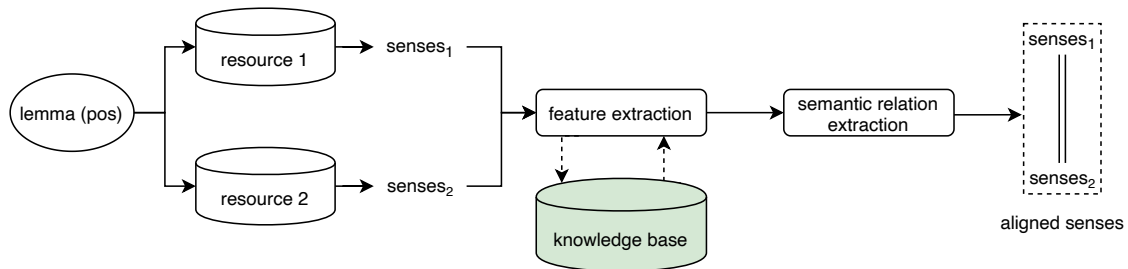 lemma (pos)
resource 1
senses₁
resource 2
senses₂
feature extraction
knowledge base
semantic relation
extraction
senses₁
senses₂
aligned senses